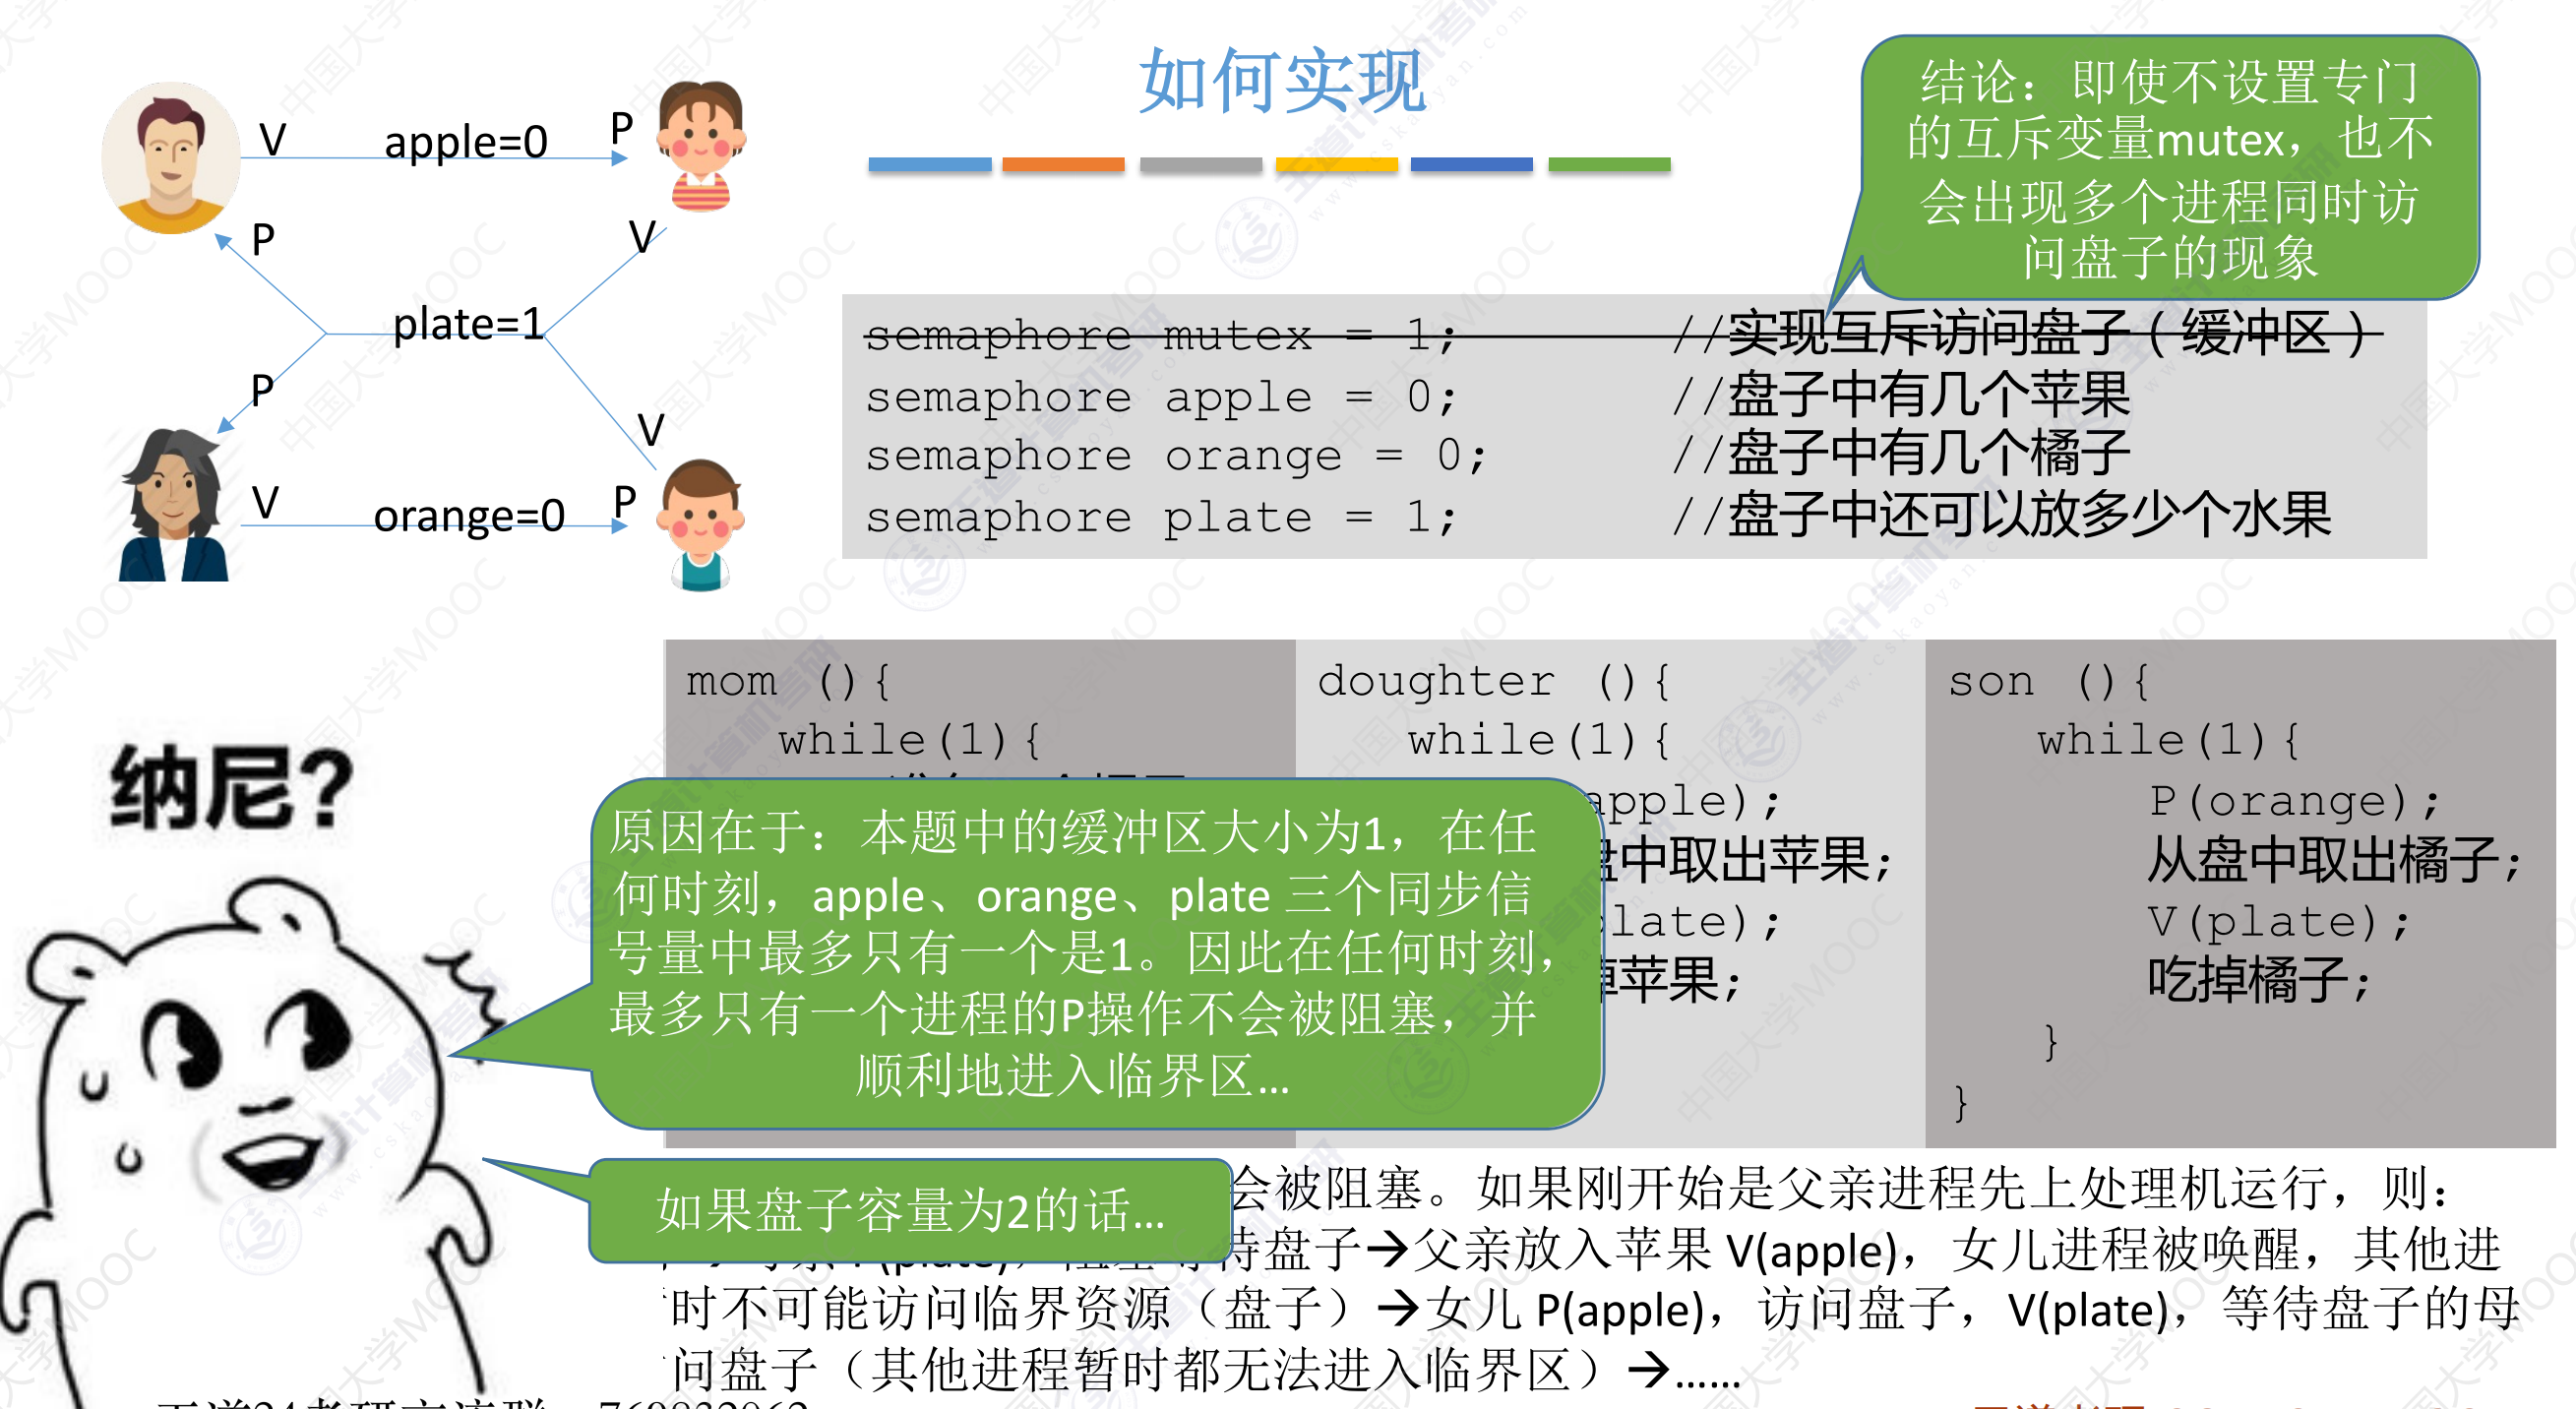 如何实现
结论：即使不设置专门
的互斥变量mutex，也不
会出现多个进程同时访
问盘子的现象
V apple=0 P
P V
plate=1
P V
V orange=0 P
semaphore mutex = 1; //实现互斥访问盘子（缓冲区）
semaphore apple = 0; //盘子中有几个苹果
semaphore orange = 0; //盘子中有几个橘子
semaphore plate = 1; //盘子中还可以放多少个水果
mom (){
while(1){
doughter (){
while(1){
apple);
中取出苹果;
late);
苹果;
son (){
while(1){
P(orange);
从盘中取出橘子;
V(plate);
吃掉橘子;
}
}
纳尼?
原因在于：本题中的缓冲区大小为1，在任
何时刻，apple、orange、plate 三个同步信
号量中最多只有一个是1。因此在任何时刻，
最多只有一个进程的P操作不会被阻塞，并
顺利地进入临界区...
如果盘子容量为2的话...
会被阻塞。如果刚开始是父亲进程先上处理机运行，则：
待盘子→父亲放入苹果 V(apple)，女儿进程被唤醒，其他进
时不可能访问临界资源（盘子）→女儿 P(apple)，访问盘子，V(plate)，等待盘子的母
问盘子（其他进程暂时都无法进入临界区）→......